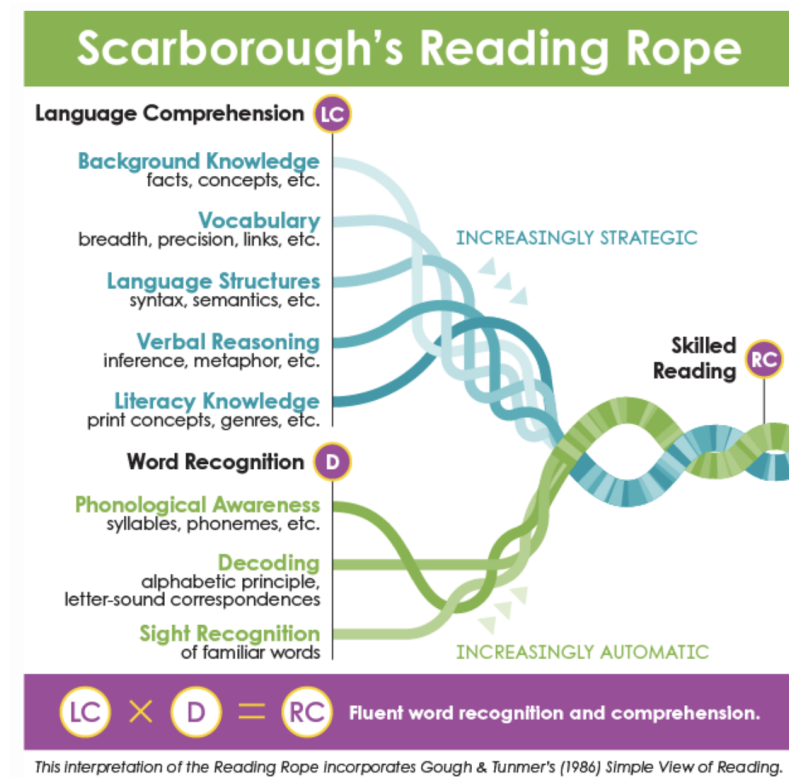 Scarborough's Reading Rope
Language Comprehension LC
Background Knowledge
facts, concepts, etc.
Vocabulary
breadth, precision, links, etc.
INCREASINGLY STRATEGIC
Language Structures
syntax, semantics, etc.
Verbal Reasoning
inference, metaphor, etc.
Skilled
Reading RC
Literacy Knowledge
print concepts, genres, etc.
Word Recognition D
Phonological Awareness
syllables, phonemes, etc.
Decoding
alphabetic principle,
letter-sound correspondences
Sight Recognition
of familiar words
INCREASINGLY AUTOMATIC
LC × D = RC Fluent word recognition and comprehension.
This interpretation of the Reading Rope incorporates Gough & Tunmer's (1986) Simple View of Reading.